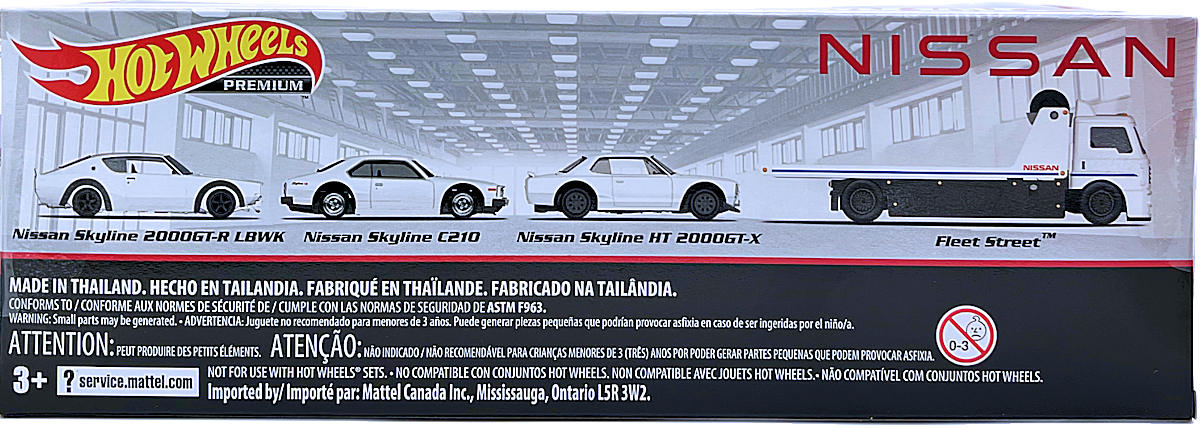 HOT WHEELS
PREMIUM™
NISSAN
NISSAN
Nissan Skyline 2000GT-R LBWK
Nissan Skyline C210
Nissan Skyline HT 2000GT-X
Fleet Street™
MADE IN THAILAND. HECHO EN TAILANDIA. FABRIQUÉ EN THAÏLANDE. FABRICADO NA TAILÂNDIA.
CONFORMS TO / CONFORME AUX NORMES DE SÉCURITÉ DE / CUMPLE CON LAS NORMAS DE SEGURIDAD DE ASTM F963.
WARNING: Small parts may be generated. • ADVERTENCIA: Juguete no recomendado para menores de 3 años. Puede generar piezas pequeñas que podrían provocar asfixia en caso de ser ingeridas por el niño/a.
ATTENTION: PEUT PRODUIRE DES PETITS ÉLÉMENTS. ATENÇÃO: NÃO INDICADO / NÃO RECOMENDÁVEL PARA CRIANÇAS MENORES DE 3 (TRÊS) ANOS POR PODER GERAR PARTES PEQUENAS QUE PODEM PROVOCAR ASFIXIA.
0-3
3+
? service.mattel.com
NOT FOR USE WITH HOT WHEELS® SETS. • NO COMPATIBLE CON CONJUNTOS HOT WHEELS. NON COMPATIBLE AVEC JOUETS HOT WHEELS. • NÃO COMPATÍVEL COM CONJUNTOS HOT WHEELS.
Imported by/ Importé par: Mattel Canada Inc., Mississauga, Ontario L5R 3W2.